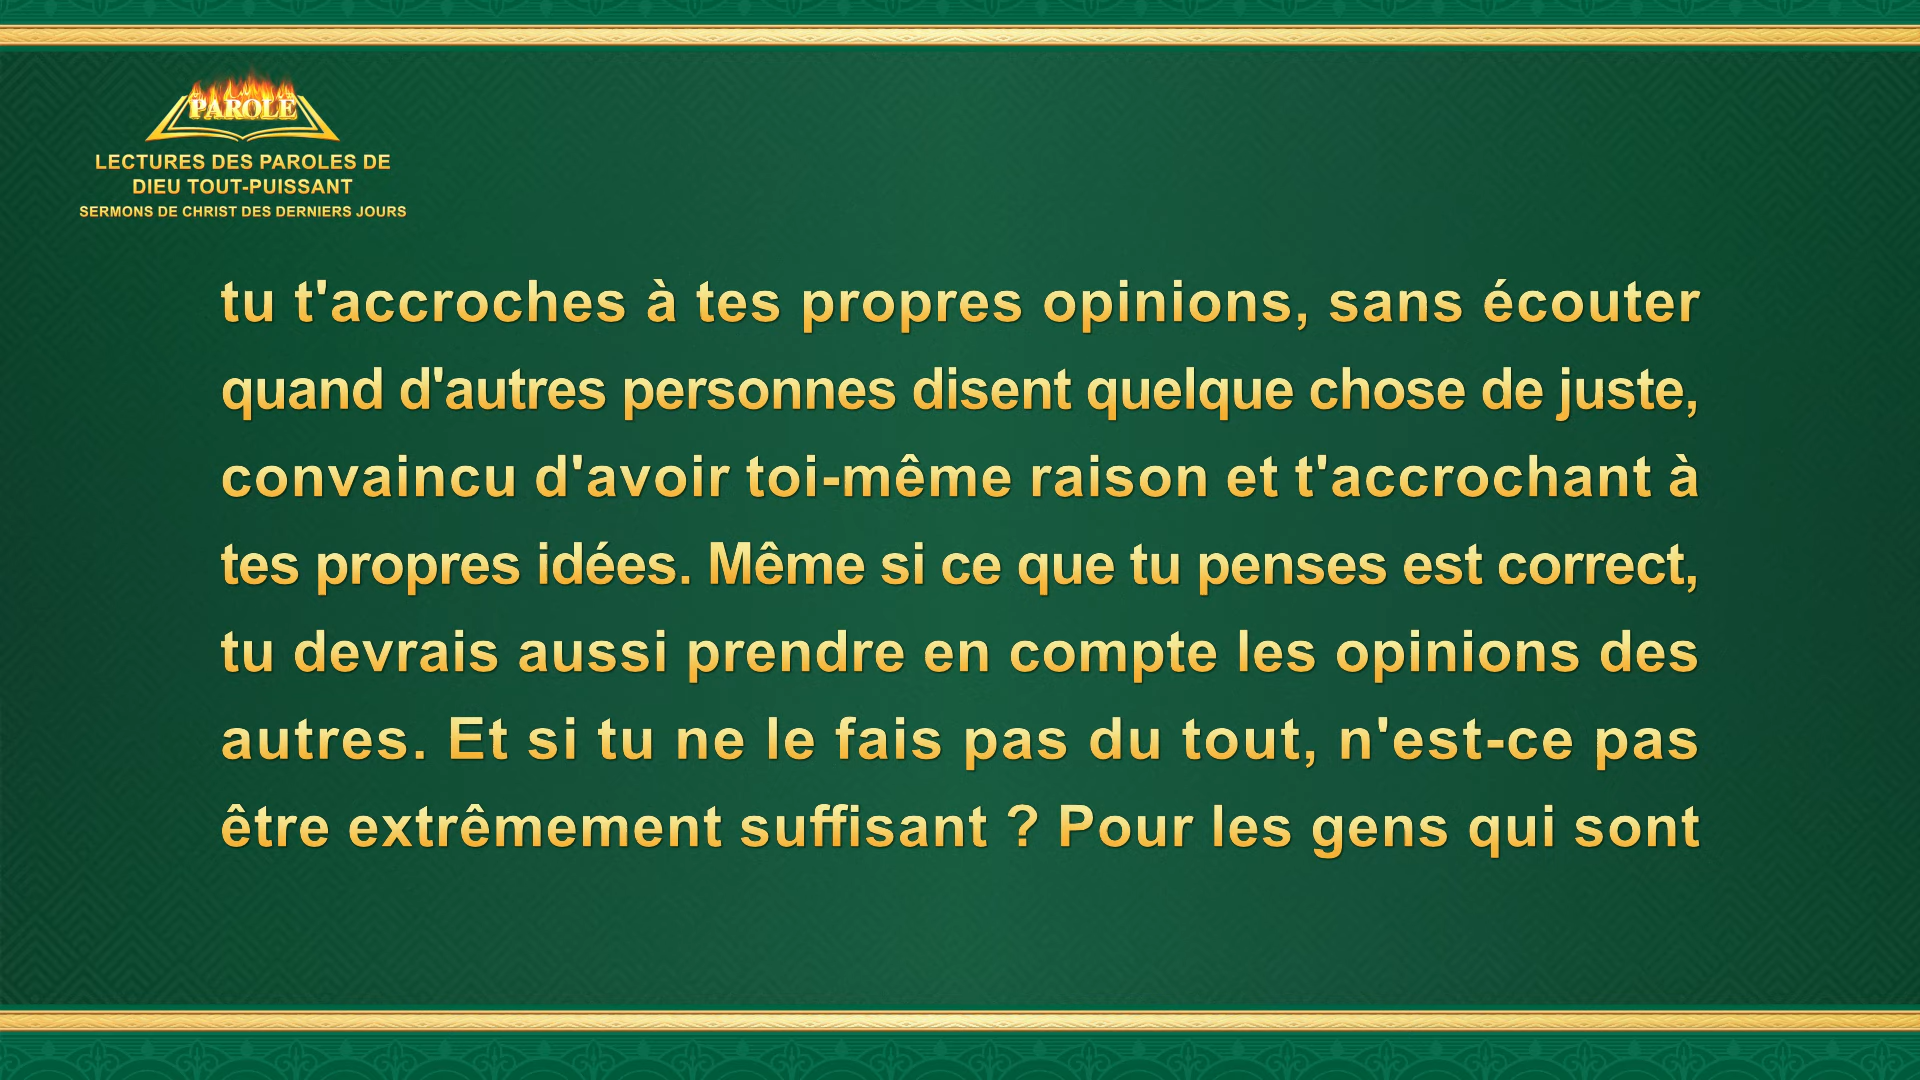 PAROLE
LECTURES DES PAROLES DE
DIEU TOUT-PUISSANT
SERMONS DE CHRIST DES DERNIERS JOURS
tu t'accroches à tes propres opinions, sans écouter
quand d'autres personnes disent quelque chose de juste,
convaincu d'avoir toi-même raison et t'accrochant à
tes propres idées. Même si ce que tu penses est correct,
tu devrais aussi prendre en compte les opinions des
autres. Et si tu ne le fais pas du tout, n'est-ce pas
être extrêmement suffisant ? Pour les gens qui sont